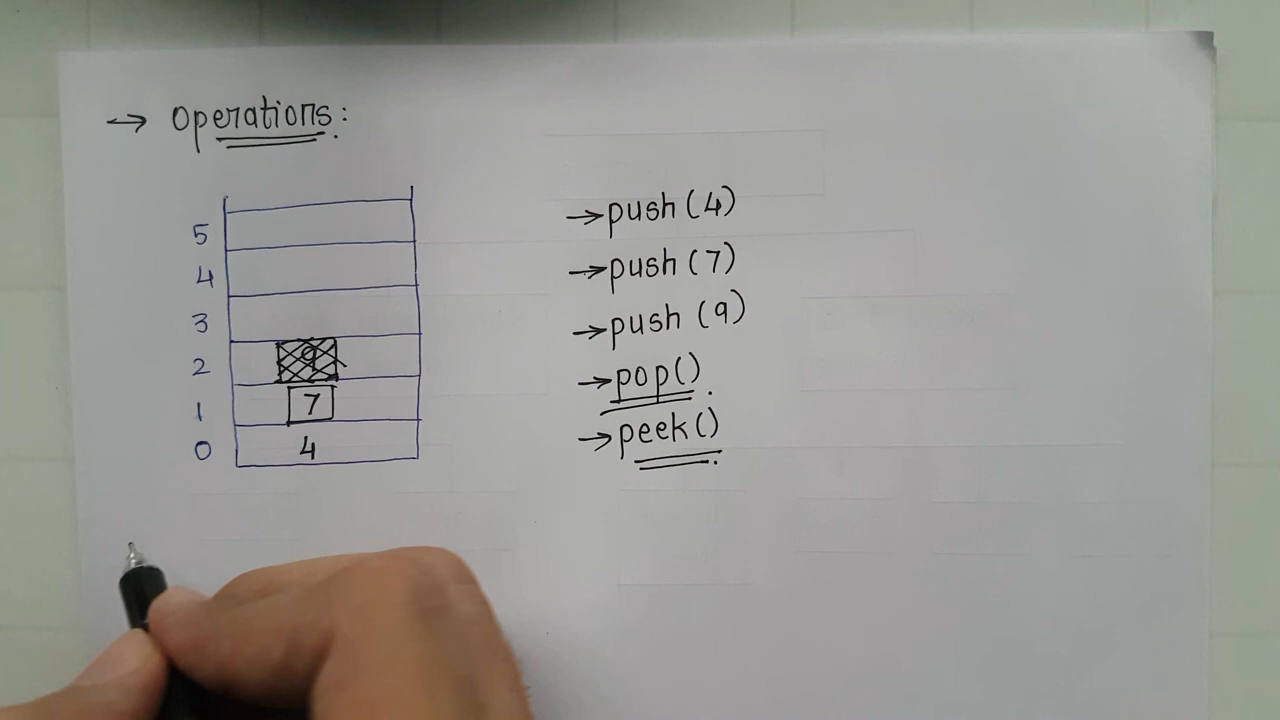 → Operations:
5
4
3
2 9
1 7
0 4
→ push(4)
→ push(7)
→ push(9)
→ pop().
→ peek().